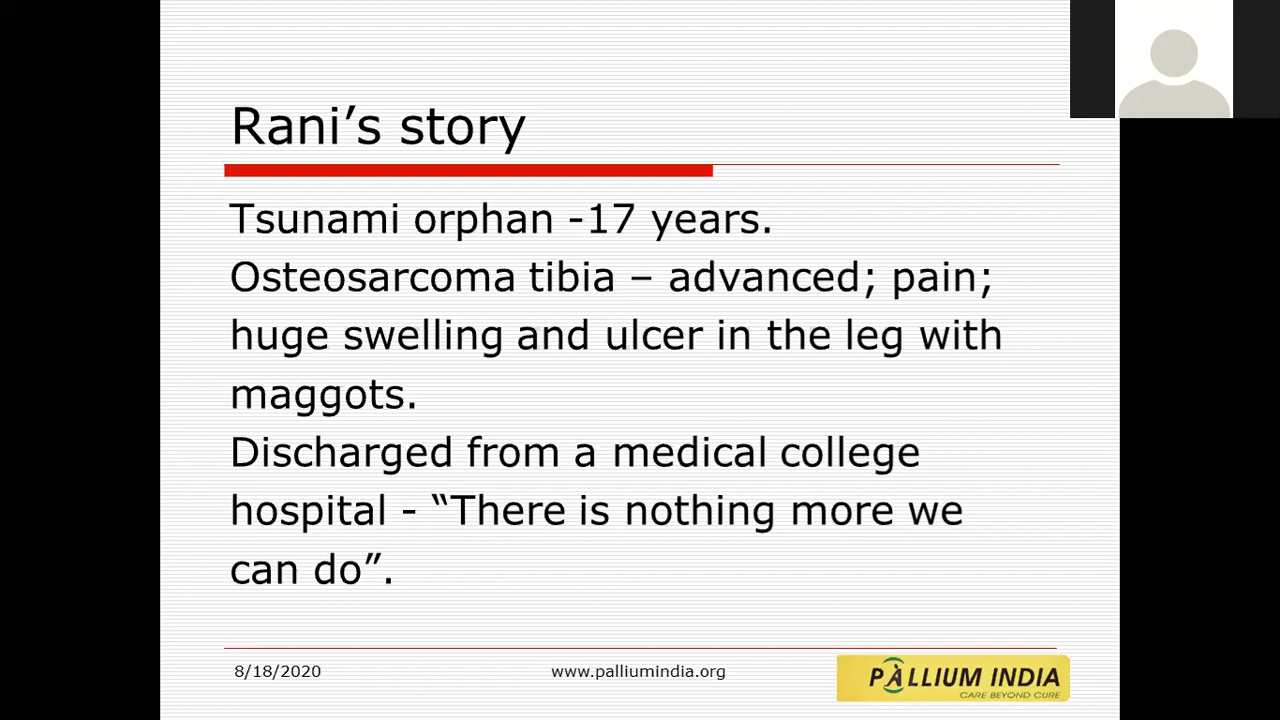 Rani’s story
Tsunami orphan -17 years.
Osteosarcoma tibia – advanced; pain;
huge swelling and ulcer in the leg with
maggots.
Discharged from a medical college
hospital - “There is nothing more we
can do”.
8/18/2020
www.palliumindia.org
PALLIUM INDIA
CARE BEYOND CURE